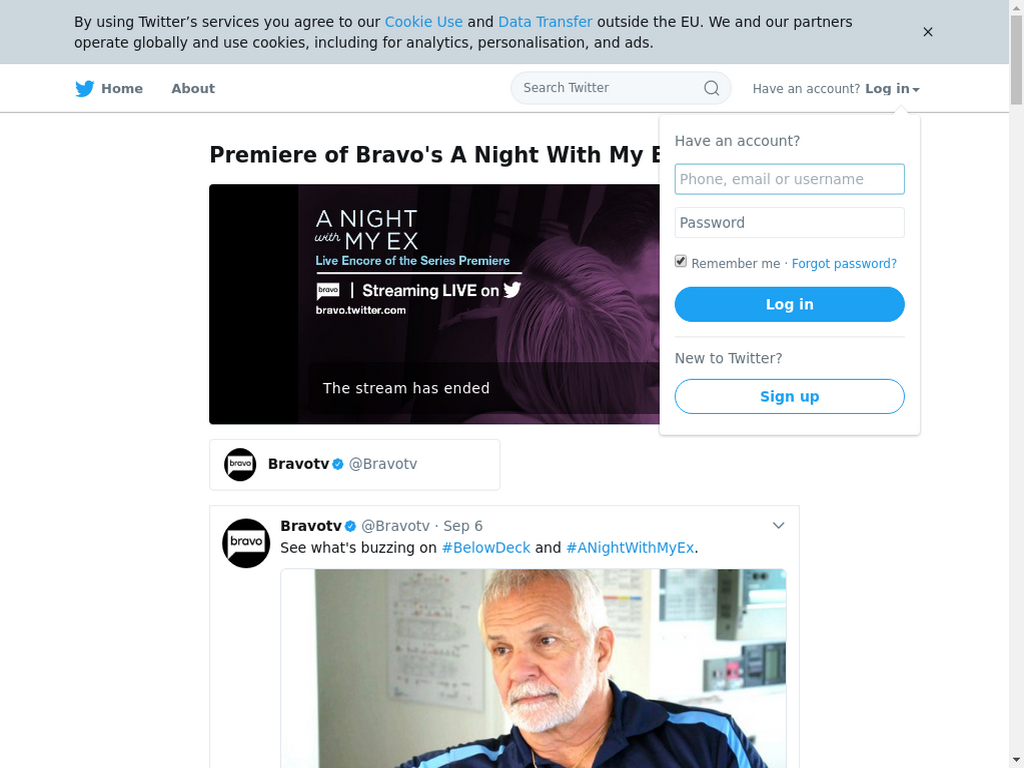 By using Twitter’s services you agree to our Cookie Use and Data Transfer outside the EU. We and our partners
operate globally and use cookies, including for analytics, personalisation, and ads.
Home
About
Search Twitter
Have an account? Log in
Premiere of Bravo's A Night With My
Have an account?
Phone, email or username
Password
Remember me · Forgot password?
Log in
New to Twitter?
Sign up
A NIGHT
with MY EX
Live Encore of the Series Premiere
bravo | Streaming LIVE on
bravo.twitter.com
The stream has ended
bravo
Bravotv @Bravotv
bravo
Bravotv @Bravotv · Sep 6
See what's buzzing on #BelowDeck and #ANightWithMyEx.